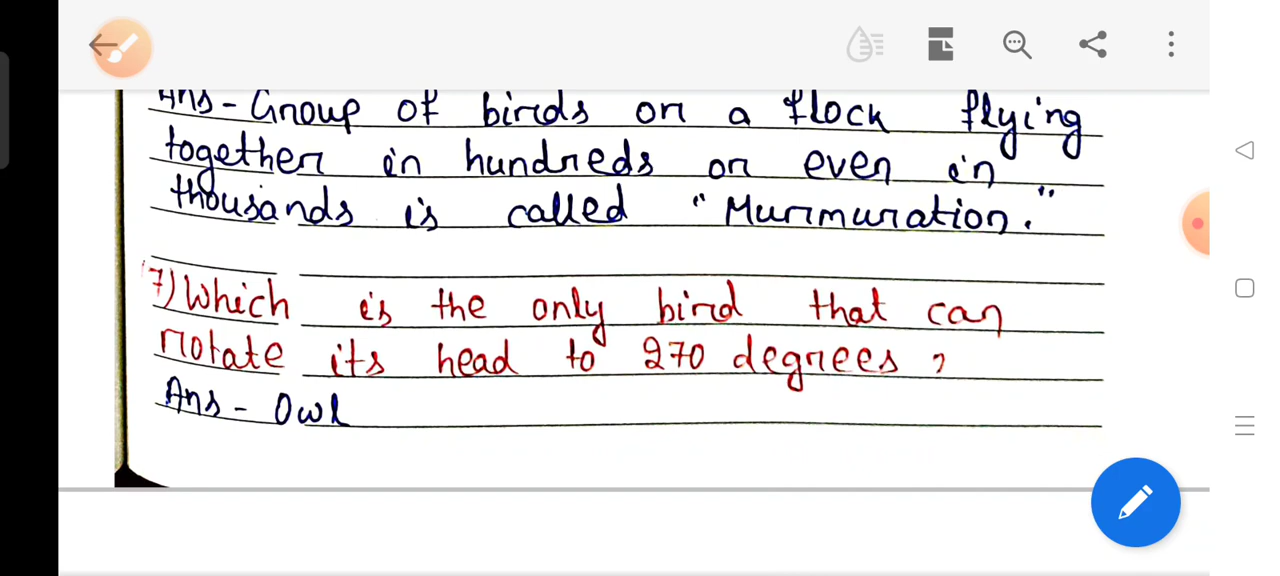 Ans - Group of birds or a flock flying
together in hundreds or even in
thousands is called "Murmuration."
7) Which is the only bird that can
rotate its head to 270 degrees ?
Ans - Owl